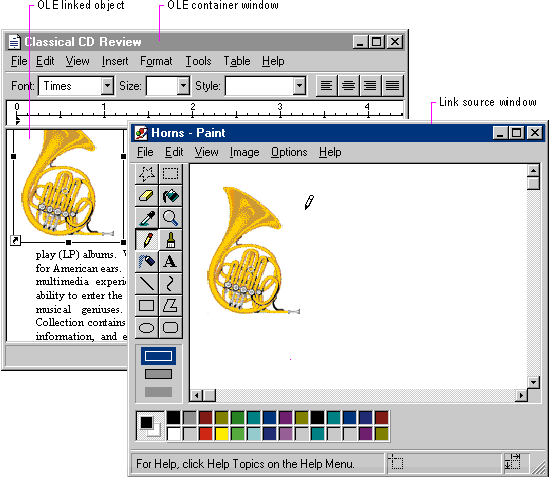 OLE linked object
OLE container window
Classical CD Review
File Edit View Insert Format Tools Table Help
Font: Times Size: Style:
0 1 2 3 4
Link source window
Horns - Paint
File Edit View Image Options Help
A
play (LP) albums.
for American ears.
multimedia experi
ability to enter the
musical geniuses.
Collection contains
information, and e
For Help, click Help Topics on the Help Menu.